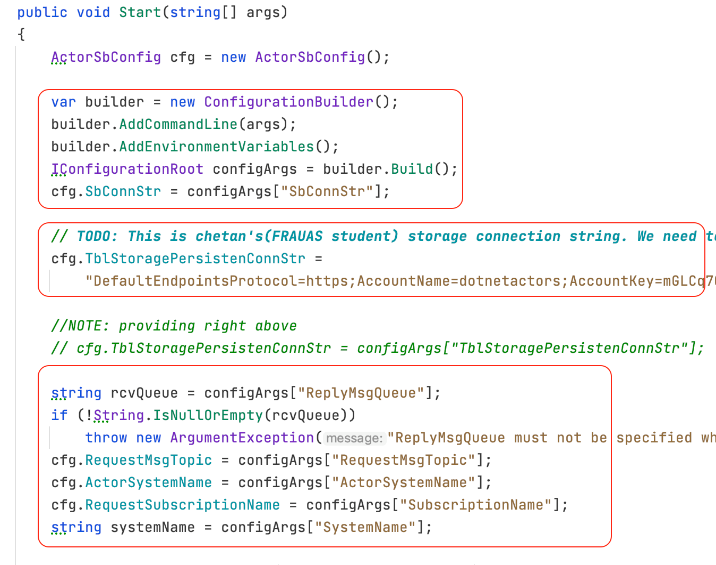 public void Start(string[] args)
{
ActorSbConfig cfg = new ActorSbConfig();
var builder = new ConfigurationBuilder();
builder.AddCommandLine(args);
builder.AddEnvironmentVariables();
IConfigurationRoot configArgs = builder.Build();
cfg.SbConnStr = configArgs["SbConnStr"];
// TODO: This is chetan's(FRAUAS student) storage connection string. We need to
cfg.TblStoragePersistenConnStr =
"DefaultEndpointsProtocol=https;AccountName=dotnetactors;AccountKey=mGLCq7
//NOTE: providing right above
// cfg.TblStoragePersistenConnStr = configArgs["TblStoragePersistenConnStr"];
string rcvQueue = configArgs["ReplyMsgQueue"];
if (!String.IsNullOrEmpty(rcvQueue))
throw new ArgumentException( message: "ReplyMsgQueue must not be specified wh
cfg.RequestMsgTopic = configArgs["RequestMsgTopic"];
cfg.ActorSystemName = configArgs["ActorSystemName"];
cfg.RequestSubscriptionName = configArgs["SubscriptionName"];
string systemName = configArgs["SystemName"];